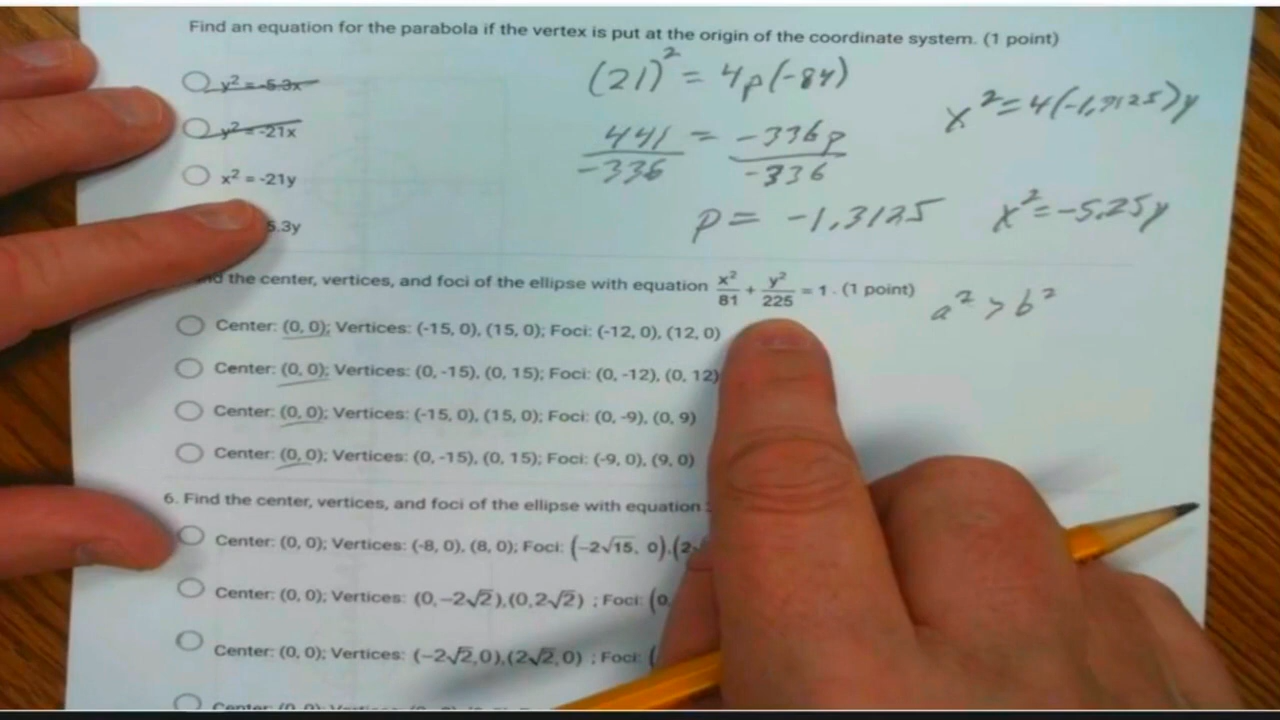 Find an equation for the parabola if the vertex is put at the origin of the coordinate system. (1 point)
y² = -5.3x
y² = -21x
x² = -21y
5.3y
(21)² = 4p(-84)
441 = -336p
-336 -336
p = -1,3125
x² = 4(-1,3125)y
x² = -5,25y
the center, vertices, and foci of the ellipse with equation x²/81 + y²/225 = 1. (1 point)
a² > b²
Center: (0, 0); Vertices: (-15, 0), (15, 0); Foci: (-12, 0), (12, 0)
Center: (0, 0); Vertices: (0, -15), (0, 15); Foci: (0, -12), (0, 12)
Center: (0, 0); Vertices: (-15, 0), (15, 0); Foci: (0, -9), (0, 9)
Center: (0, 0); Vertices: (0, -15), (0, 15); Foci: (-9, 0), (9, 0)
6. Find the center, vertices, and foci of the ellipse with equation
Center: (0, 0); Vertices: (-8, 0), (8, 0); Foci: (-2√15, 0),(2
Center: (0, 0); Vertices: (0,-2√2),(0,2√2) ; Foci: (0,
Center: (0, 0); Vertices: (-2√2,0),(2√2,0) ; Foci: (
Center: (0, 0); Vertices: